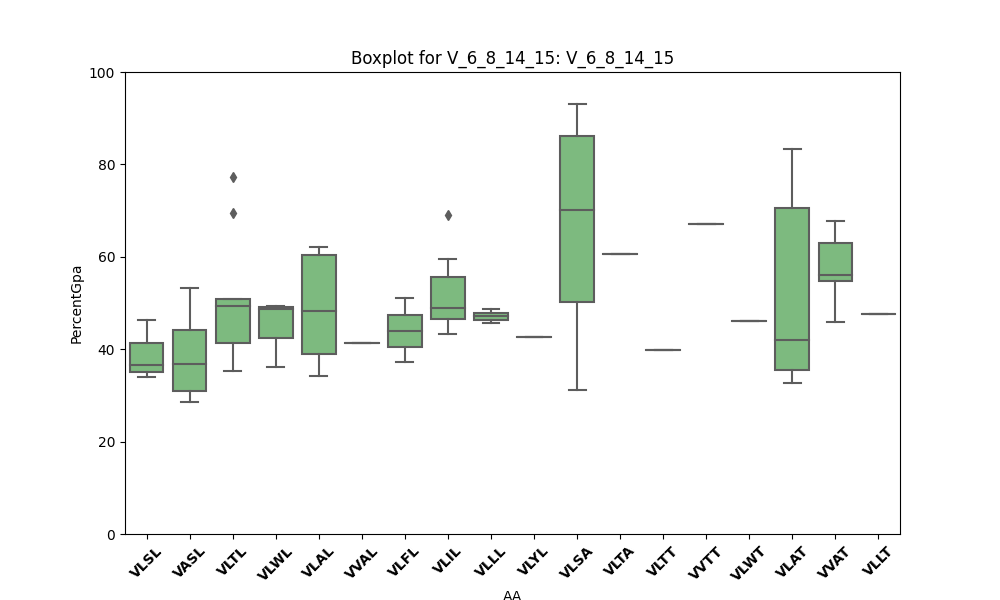 Boxplot for V_6_8_14_15: V_6_8_14_15
100
80
60
40
20
0
PercentGpa
VLSL VASL VLTL VLWL VLAL VVAL VLFL VLIL VLLL VLYL VLSA VLTA VLTT VVTT VLWT VLAT VVAT VLLT
AA